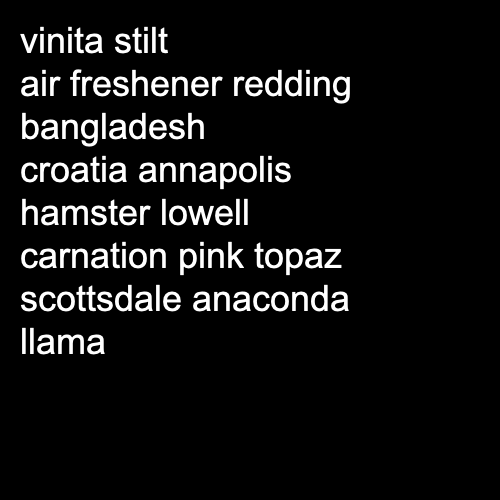 vinita stilt
air freshener redding
bangladesh
croatia annapolis
hamster lowell
carnation pink topaz
scottsdale anaconda
llama